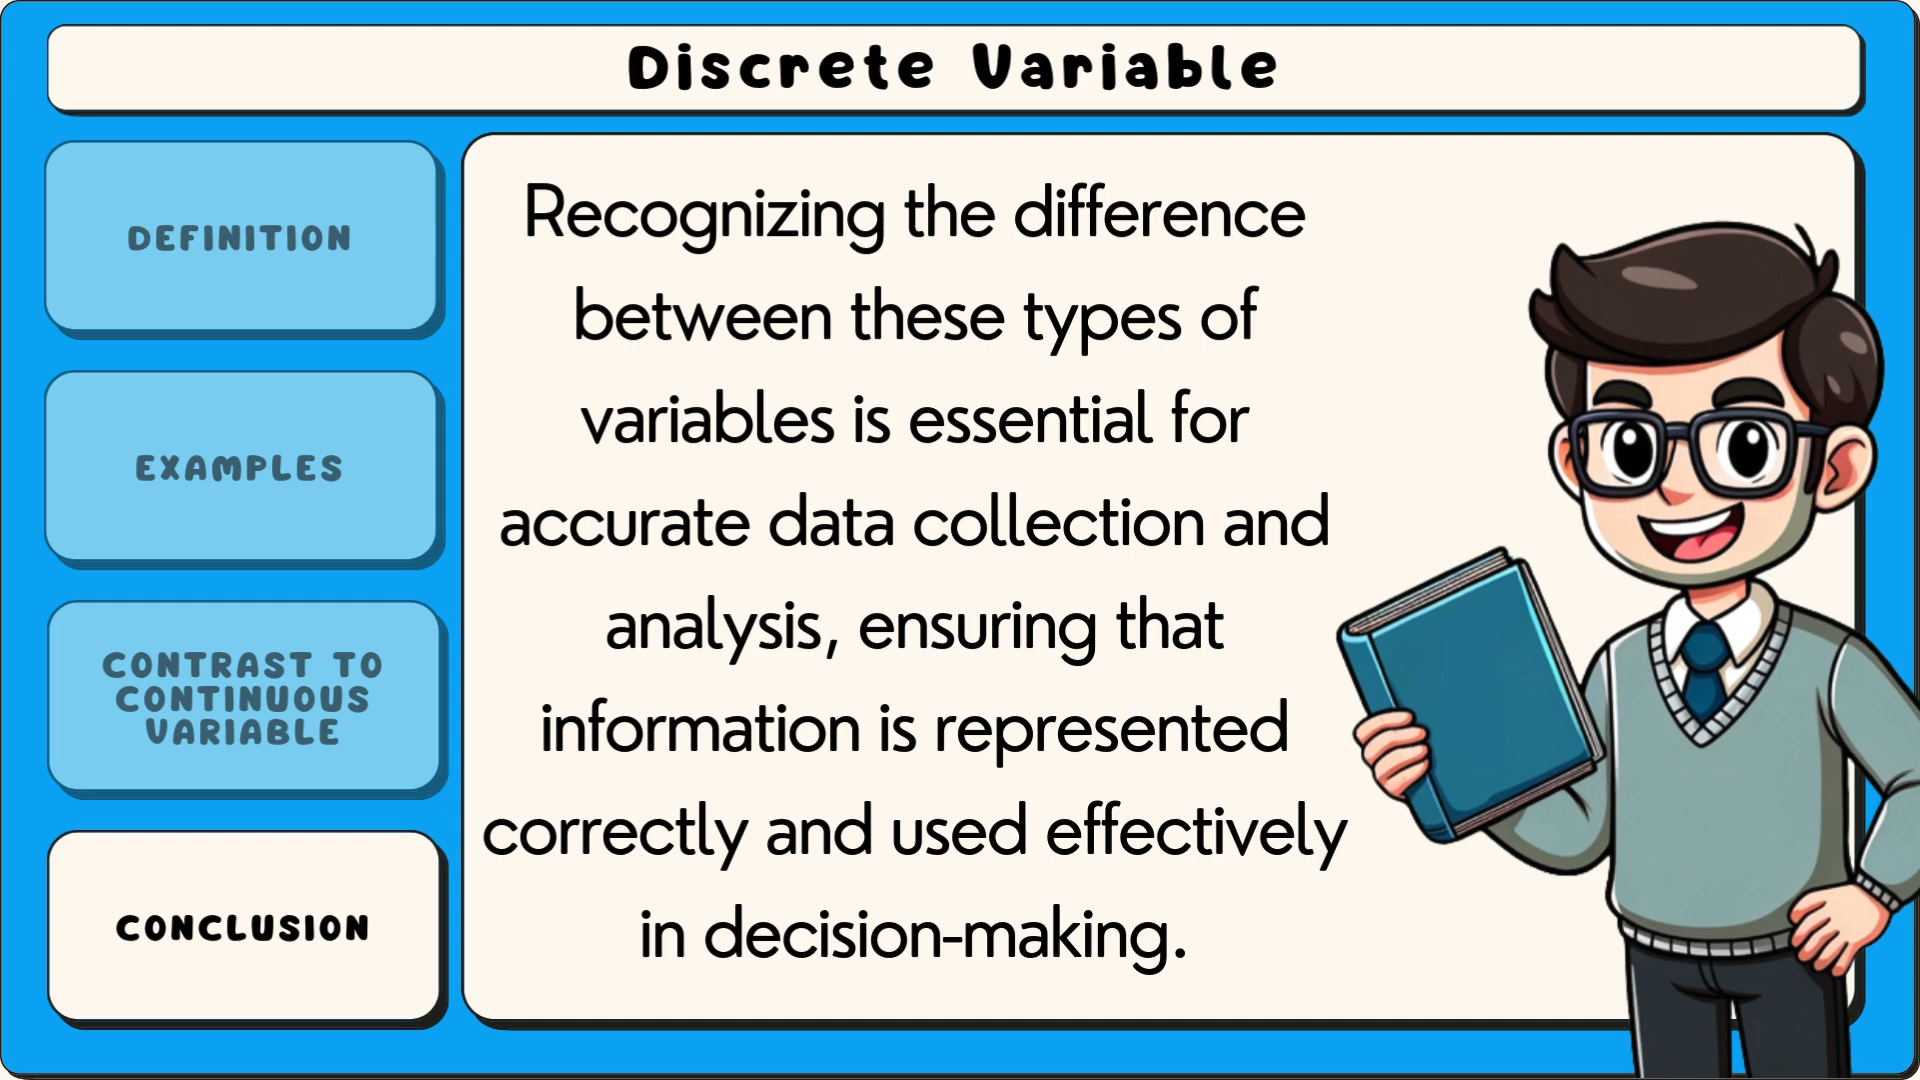 Discrete Variable
DEFINITION
EXAMPLES
CONTRAST TO
CONTINUOUS
VARIABLE
CONCLUSION
Recognizing the difference
between these types of
variables is essential for
accurate data collection and
analysis, ensuring that
information is represented
correctly and used effectively
in decision-making.